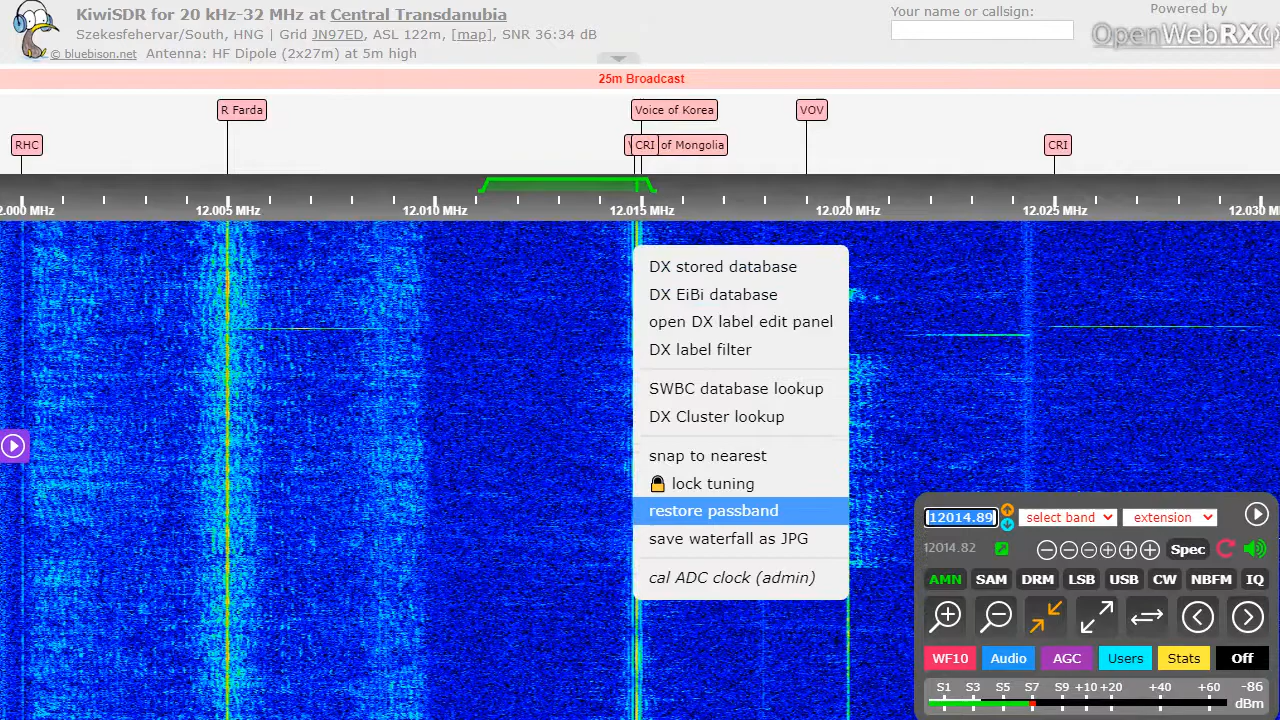 KiwiSDR for 20 kHz-32 MHz at Central Transdanubia
Szekesfehervar/South, HNG | Grid JN97ED, ASL 122m, [map], SNR 36:34 dB
© bluebison.net Antenna: HF Dipole (2x27m) at 5m high
Your name or callsign:
Powered by
OpenWebRX
25m Broadcast
R Farda
Voice of Korea
VOV
RHC
CRI
of Mongolia
CRI
2.000 MHz 12.005 MHz 12.010 MHz 12.015 MHz 12.020 MHz 12.025 MHz 12.030 MHz
DX stored database
DX EiBi database
open DX label edit panel
DX label filter
SWBC database lookup
DX Cluster lookup
snap to nearest
lock tuning
restore passband
save waterfall as JPG
cal ADC clock (admin)
12014.89 select band extension
12014.82 Spec
AMN SAM DRM LSB USB CW NBFM IQ
WF10 Audio AGC Users Stats Off
S1 S3 S5 S7 S9 +10 +20 +40 +60 -86
dBm